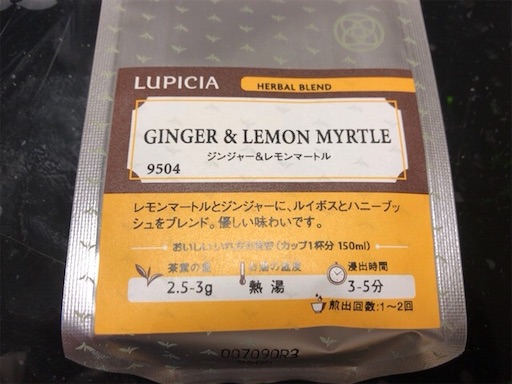 LUPICIA
HERBAL BLEND
GINGER & LEMON MYRTLE
ジンジャー&レモンマートル
9504
レモンマートルとジンジャーに、ルイボスとハニーブッ
シュをブレンド。優しい味わいです。
おいしい (カップ1杯分 150ml)
茶葉の量 お湯の温度 浸出時間
2.5-3g 熱湯 3-5分
煎出回数:1~2回
007090R3